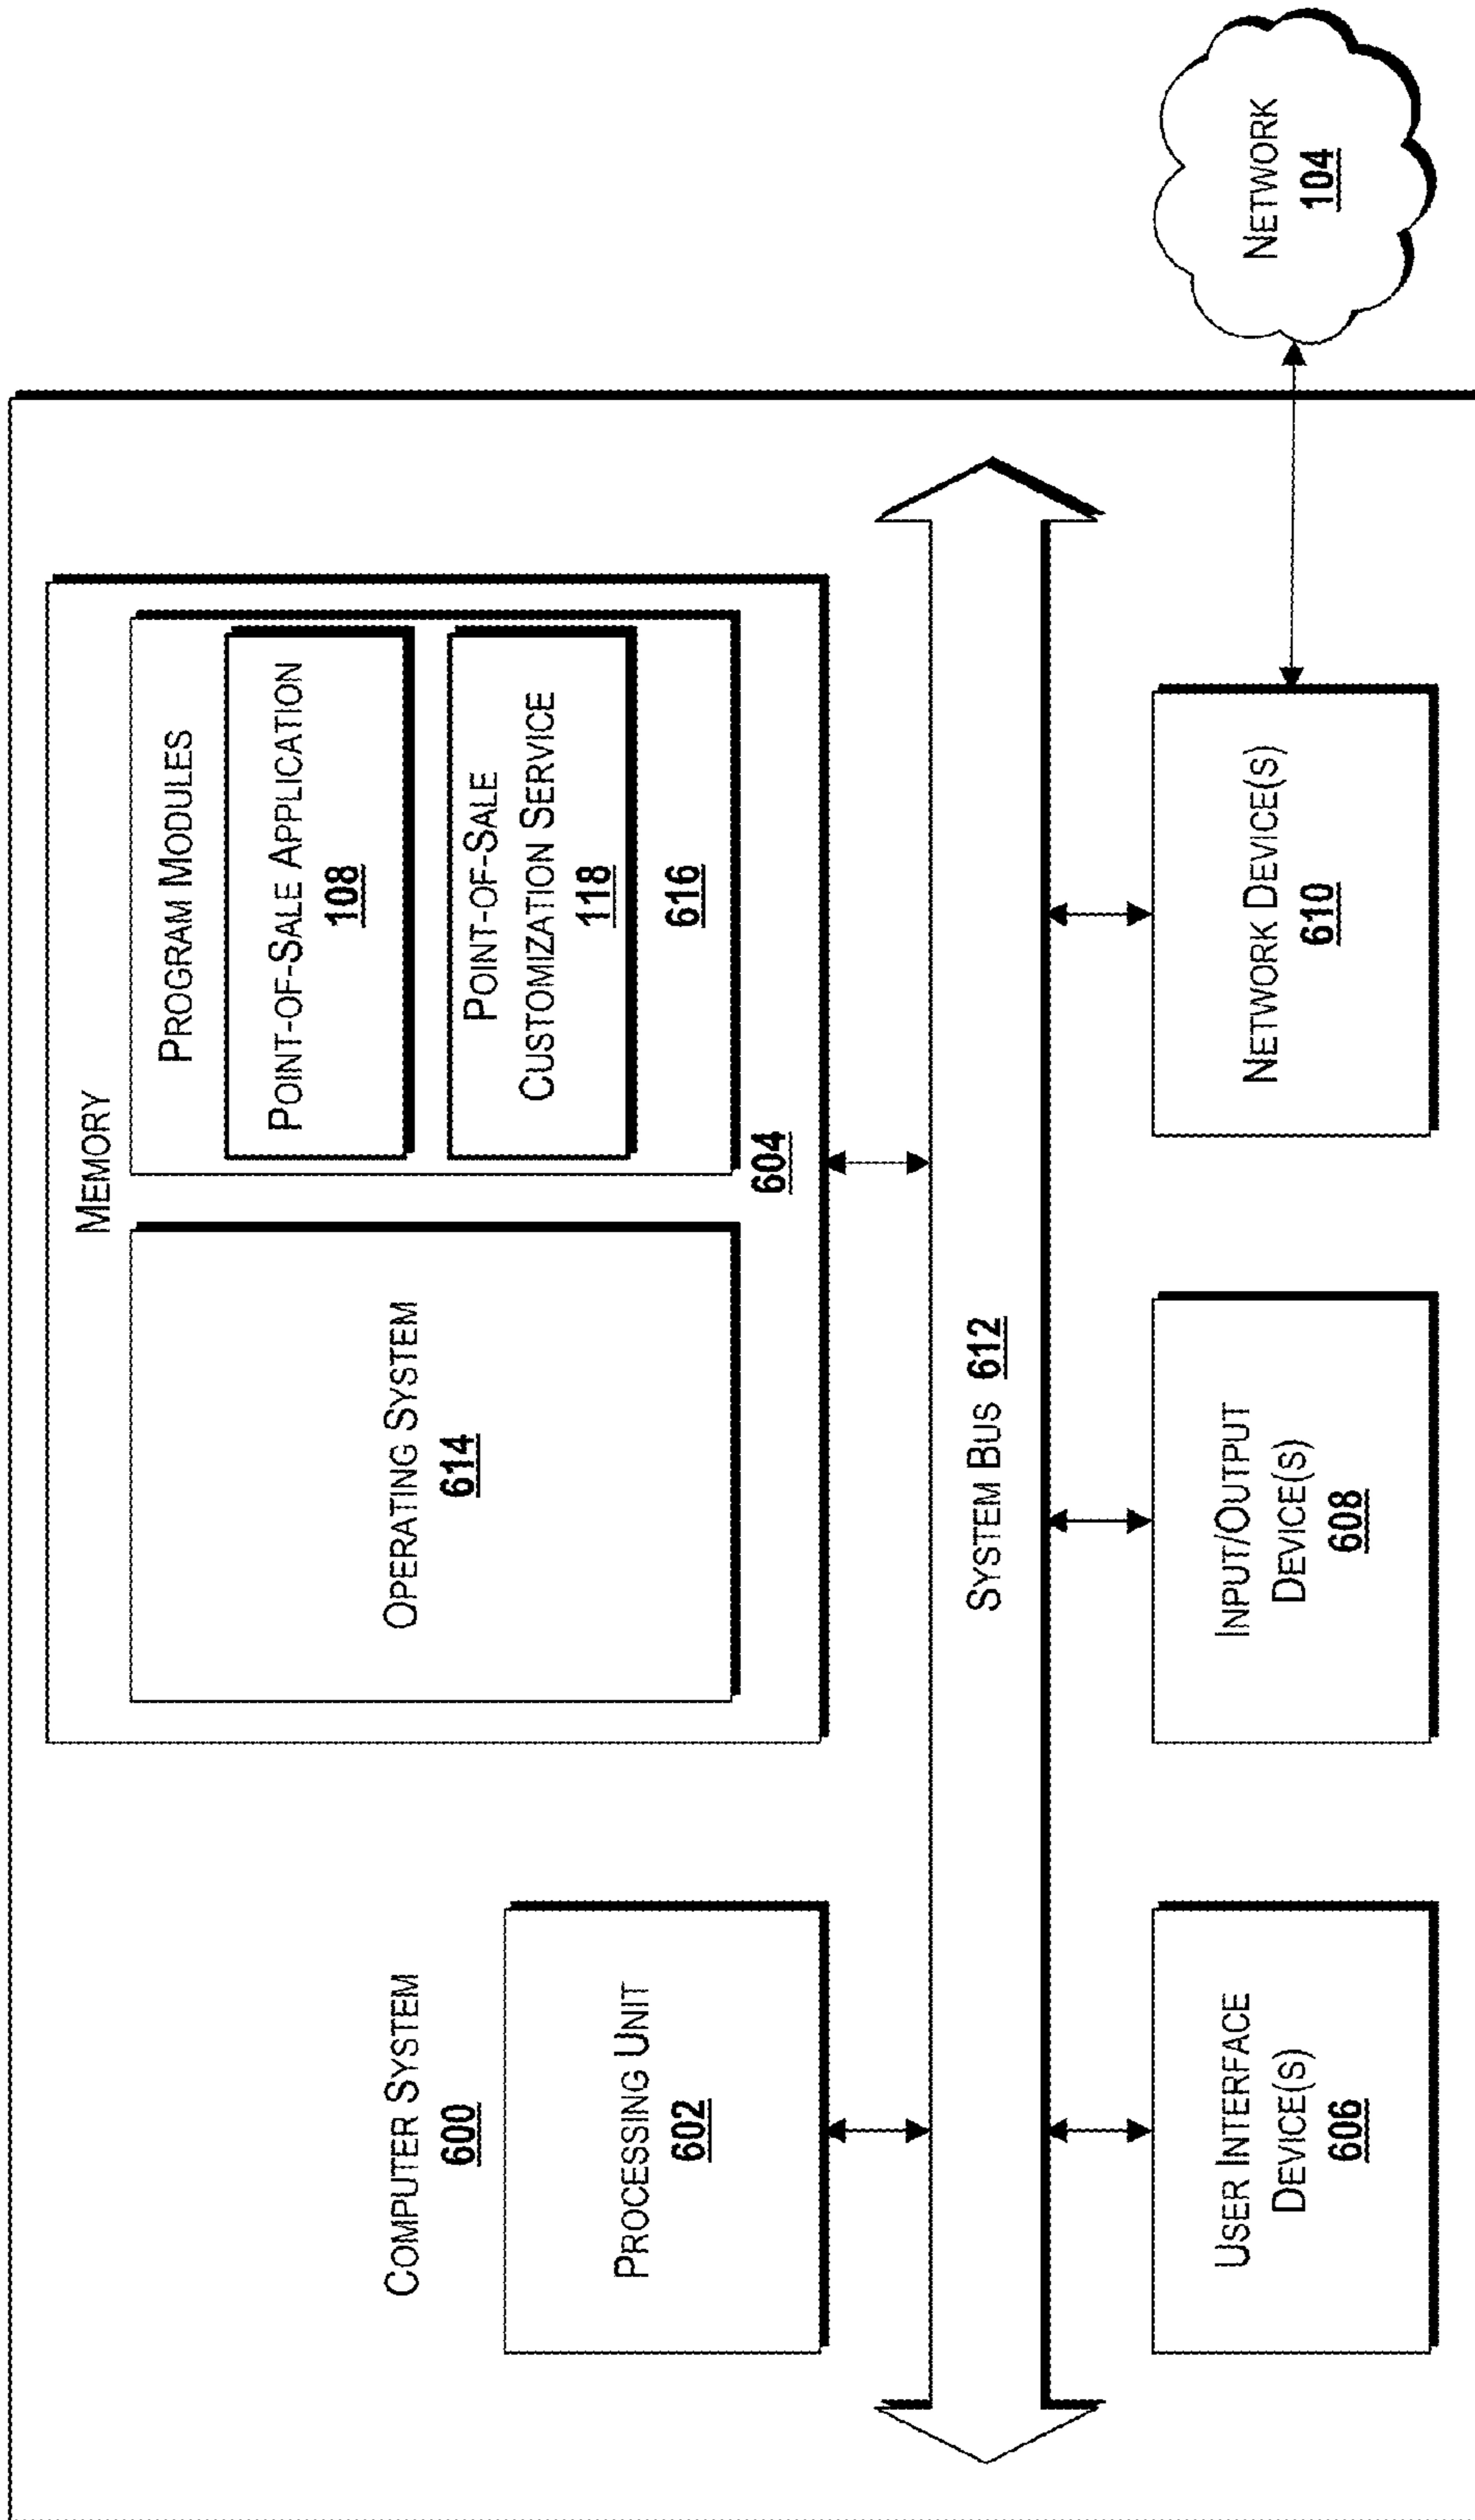 COMPUTER SYSTEM
600
PROCESSING UNIT
602
MEMORY
OPERATING SYSTEM
614
PROGRAM MODULES
POINT-OF-SALE APPLICATION
108
POINT-OF-SALE
CUSTOMIZATION SERVICE
118
616
604
SYSTEM BUS 612
USER INTERFACE
DEVICE(S)
606
INPUT/OUTPUT
DEVICE(S)
608
NETWORK DEVICE(S)
610
NETWORK
104